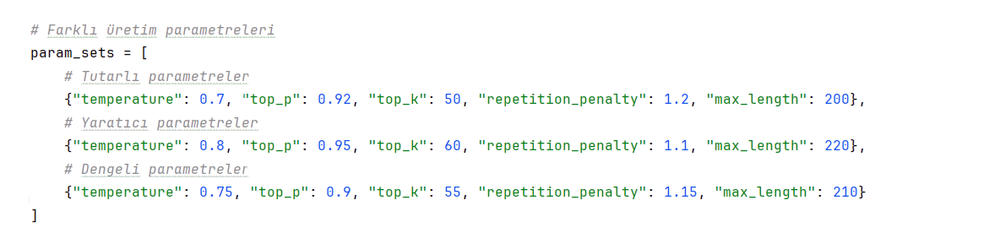 # Farklı üretim parametreleri
param_sets = [
    # Tutarlı parametreler
    {"temperature": 0.7, "top_p": 0.92, "top_k": 50, "repetition_penalty": 1.2, "max_length": 200},
    # Yaratıcı parametreler
    {"temperature": 0.8, "top_p": 0.95, "top_k": 60, "repetition_penalty": 1.1, "max_length": 220},
    # Dengeli parametreler
    {"temperature": 0.75, "top_p": 0.9, "top_k": 55, "repetition_penalty": 1.15, "max_length": 210}
]